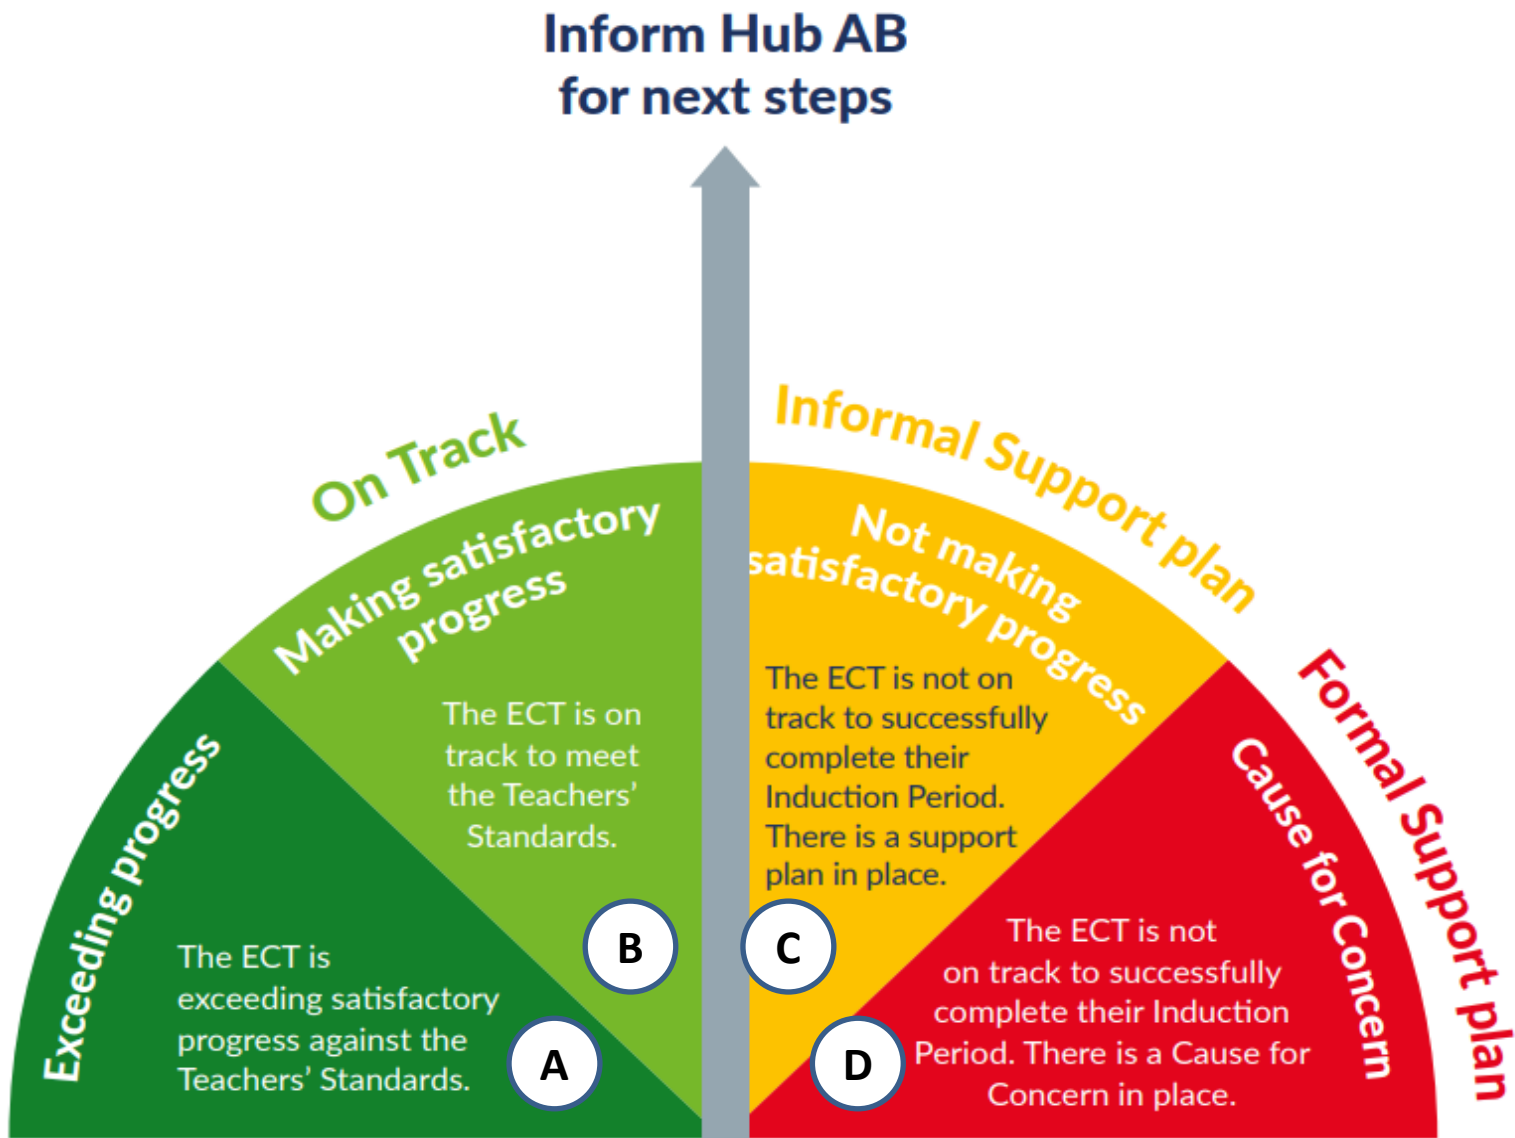 Inform Hub AB
for next steps
On Track
Making satisfactory
progress
The ECT is on
track to meet
the Teachers’
Standards.
B
Exceeding progress
The ECT is
exceeding satisfactory
progress against the
Teachers’ Standards.
A
Informal Support plan
Not making
satisfactory progress
The ECT is not on
track to successfully
complete their
Induction Period.
There is a support
plan in place.
C
Formal Support plan
Cause for Concern
The ECT is not
on track to successfully
complete their Induction
Period. There is a Cause for
Concern in place.
D